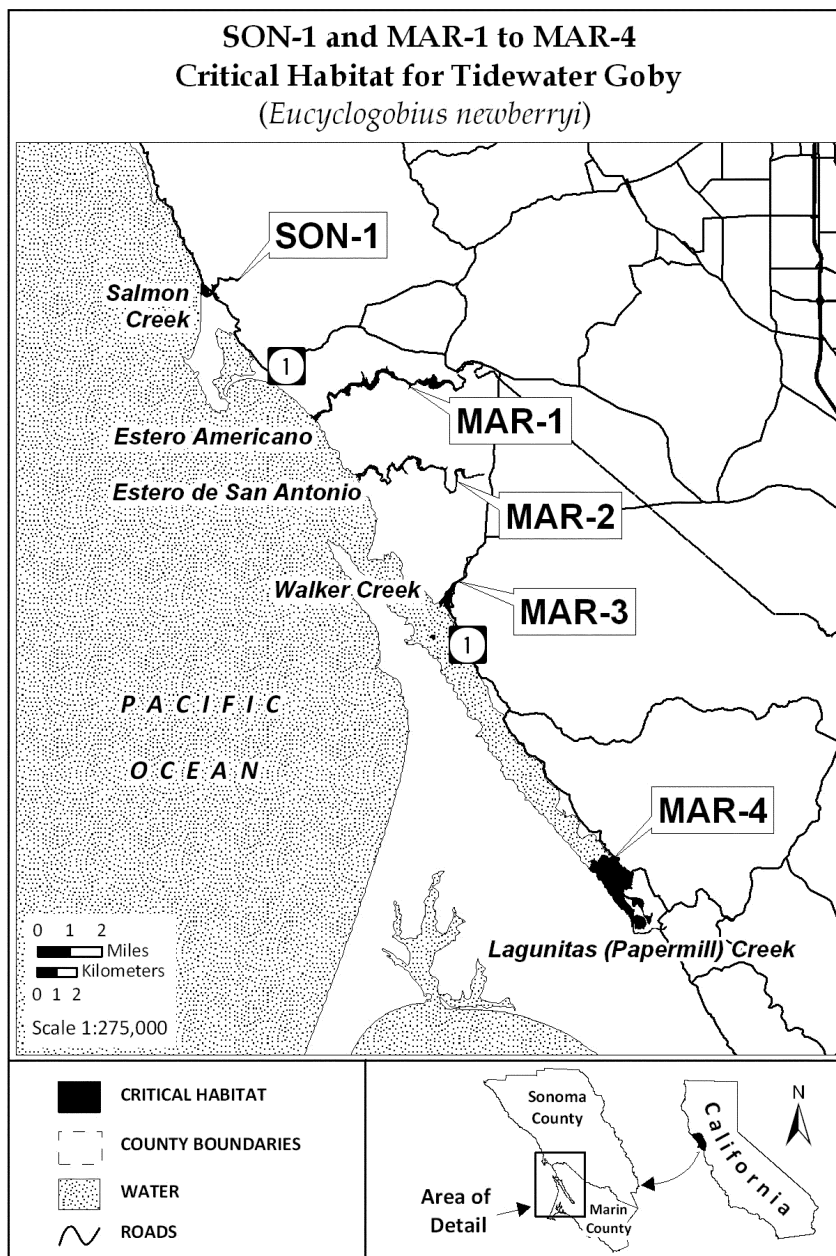 SON-1 and MAR-1 to MAR-4
Critical Habitat for Tidewater Goby
(Eucyclogobius newberryi)
SON-1
Salmon
Creek
1
MAR-1
Estero Americano
Estero de San Antonio
MAR-2
Walker Creek
MAR-3
1
PACIFIC
OCEAN
MAR-4
Lagunitas (Papermill) Creek
0 1 2
Miles
Kilometers
0 1 2
Scale 1:275,000
CRITICAL HABITAT
COUNTY BOUNDARIES
WATER
ROADS
Sonoma
County
Marin
County
Area of
Detail
California
N